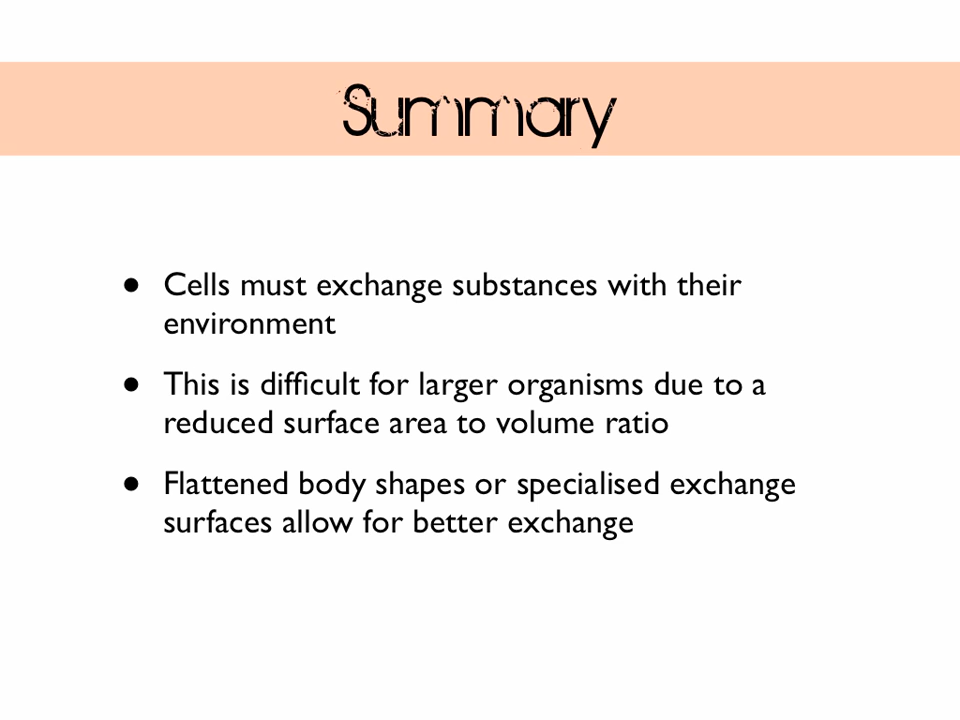 Summary
• Cells must exchange substances with their
environment
• This is difficult for larger organisms due to a
reduced surface area to volume ratio
• Flattened body shapes or specialised exchange
surfaces allow for better exchange